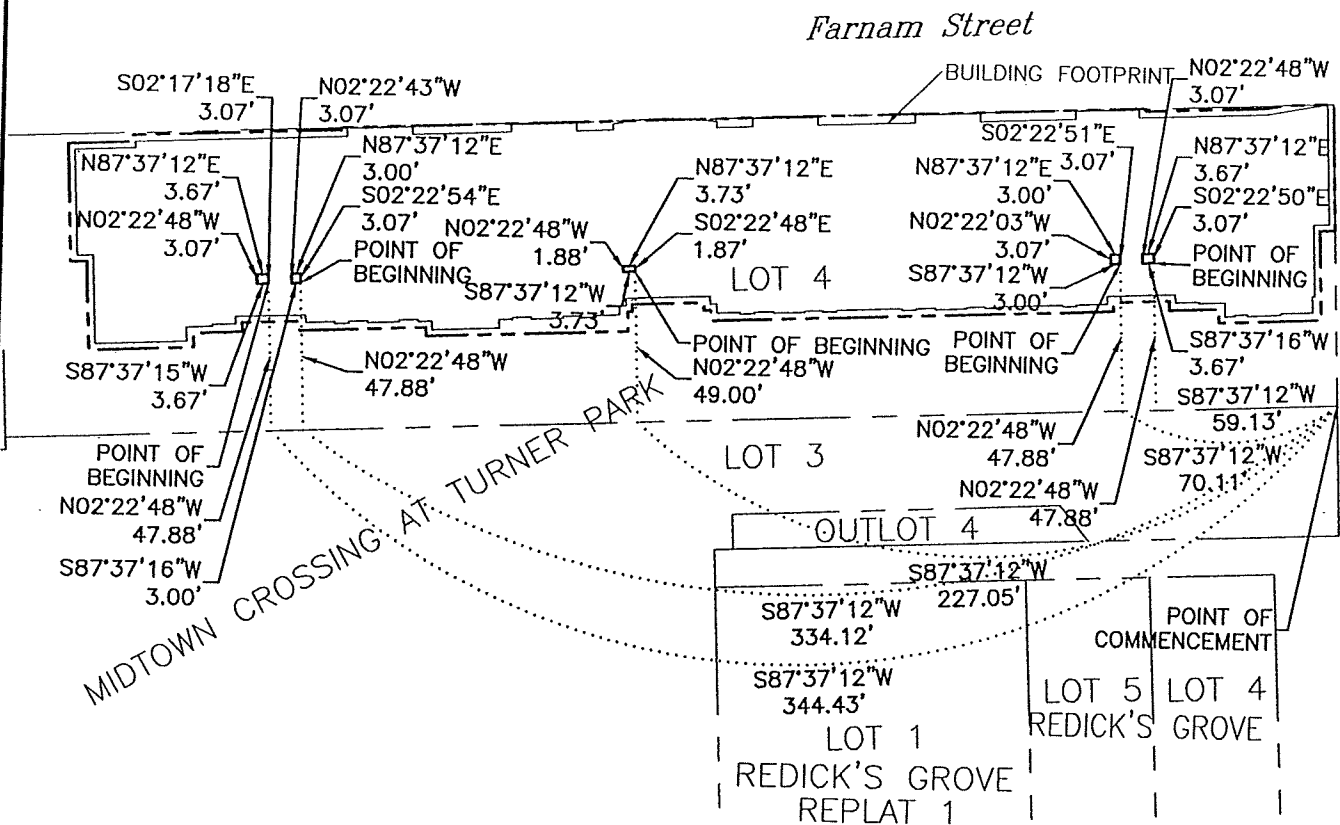 Farnam Street
BUILDING FOOTPRINT
S02°17'18"E
3.07'
N02°22'43"W
3.07'
N02°22'48"W
3.07'
N87°37'12"E
3.67'
N02°22'48"W
3.07'
N87°37'12"E
3.00'
S02°22'54"E
3.07'
POINT OF
BEGINNING
N87°37'12"E
3.73'
N02°22'48"W
1.88'
S02°22'48"E
1.87'
S87°37'12"W
3.73'
LOT 4
S02°22'51"E
3.07'
N87°37'12"E
3.00'
N02°22'03"W
3.07'
S87°37'12"W
3.00'
N87°37'12"E
3.67'
S02°22'50"E
3.07'
POINT OF
BEGINNING
S87°37'15"W
3.67'
N02°22'48"W
47.88'
POINT OF BEGINNING
N02°22'48"W
49.00'
POINT OF
BEGINNING
S87°37'16"W
3.67'
S87°37'12"W
59.13'
POINT OF
BEGINNING
N02°22'48"W
47.88'
S87°37'16"W
3.00'
MIDTOWN CROSSING AT TURNER PARK
LOT 3
N02°22'48"W
47.88'
S87°37'12"W
70.11'
N02°22'48"W
47.88'
OUTLOT 4
S87°37'12"W
227.05'
S87°37'12"W
334.12'
S87°37'12"W
344.43'
POINT OF
COMMENCEMENT
LOT 1
REDICK'S GROVE
REPLAT 1
LOT 5 LOT 4
REDICK'S GROVE